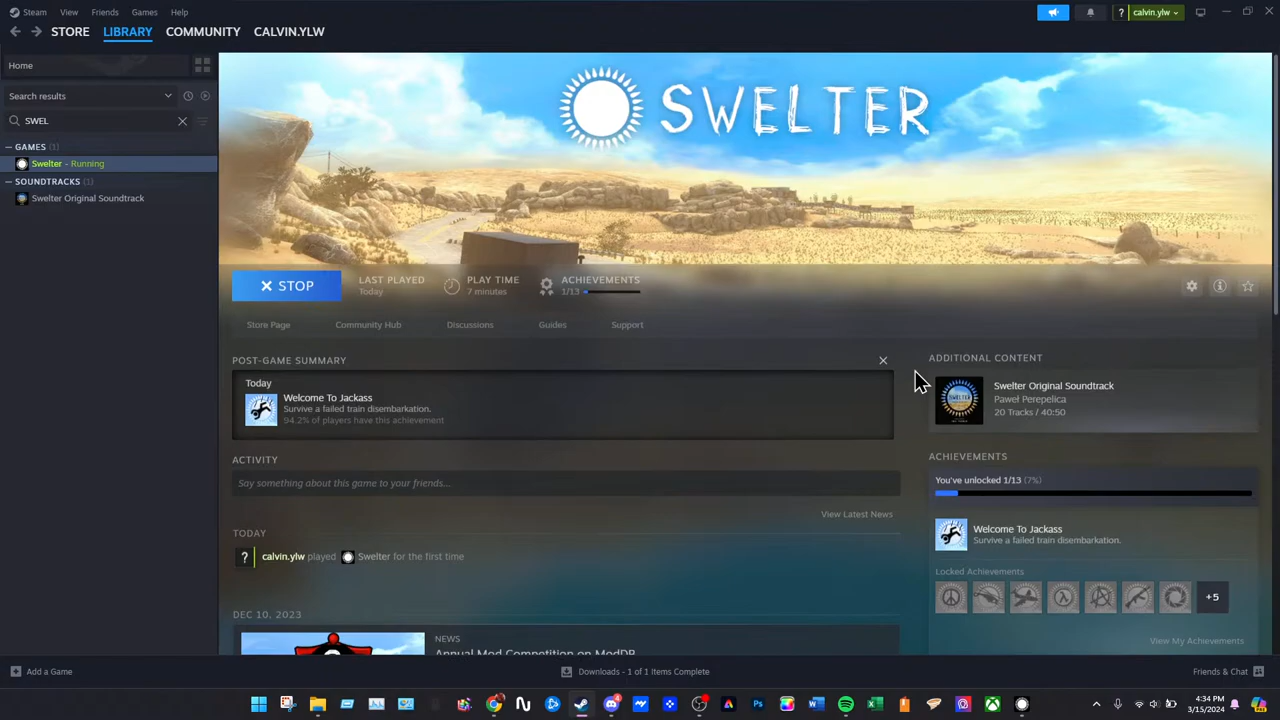 Steam View Friends Games Help
calvin.ylw
STORE LIBRARY COMMUNITY CALVIN.YLW
Home
Search results
SWEL
GAMES (1)
Swelter - Running
SOUNDTRACKS (1)
Swelter Original Soundtrack
SWELTER
STOP
LAST PLAYED
Today
PLAY TIME
7 minutes
ACHIEVEMENTS
1/13
Store Page Community Hub Discussions Guides Support
POST-GAME SUMMARY
Today
Welcome To Jackass
Survive a failed train disembarkation.
94.2% of players have this achievement
ACTIVITY
Say something about this game to your friends...
View Latest News
TODAY
calvin.ylw played Swelter for the first time
DEC 10, 2023
NEWS
Annual Mod Competition on ModDB
ADDITIONAL CONTENT
Swelter Original Soundtrack
Paweł Perepelica
20 Tracks / 40:50
ACHIEVEMENTS
You've unlocked 1/13 (7%)
Welcome To Jackass
Survive a failed train disembarkation.
Locked Achievements
+5
View My Achievements
Add a Game
Downloads - 1 of 1 Items Complete
Friends & Chat
4:34 PM
3/15/2024